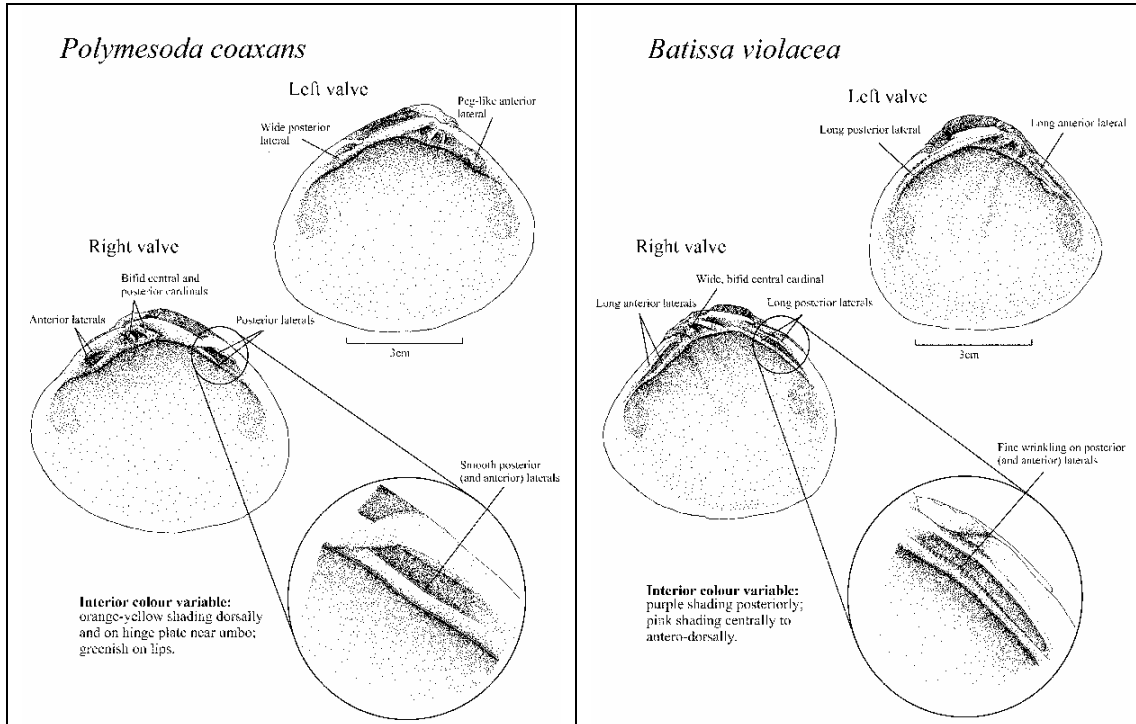 Polymesoda coaxans
Left valve
Peg-like anterior
lateral
Wide posterior
lateral
Right valve
Bifid central and
posterior cardinals
Anterior laterals
Posterior laterals
3cm
Smooth posterior
(and anterior) laterals
Interior colour variable:
orange-yellow shading dorsally
and on hinge plate near umbo;
greenish on lips.
Batissa violacea
Left valve
Long posterior lateral
Long anterior lateral
Right valve
Wide, bifid central cardinal
Long anterior laterals
Long posterior laterals
3cm
Fine wrinkling on posterior
(and anterior) laterals
Interior colour variable:
purple shading posteriorly;
pink shading centrally to
antero-dorsally.